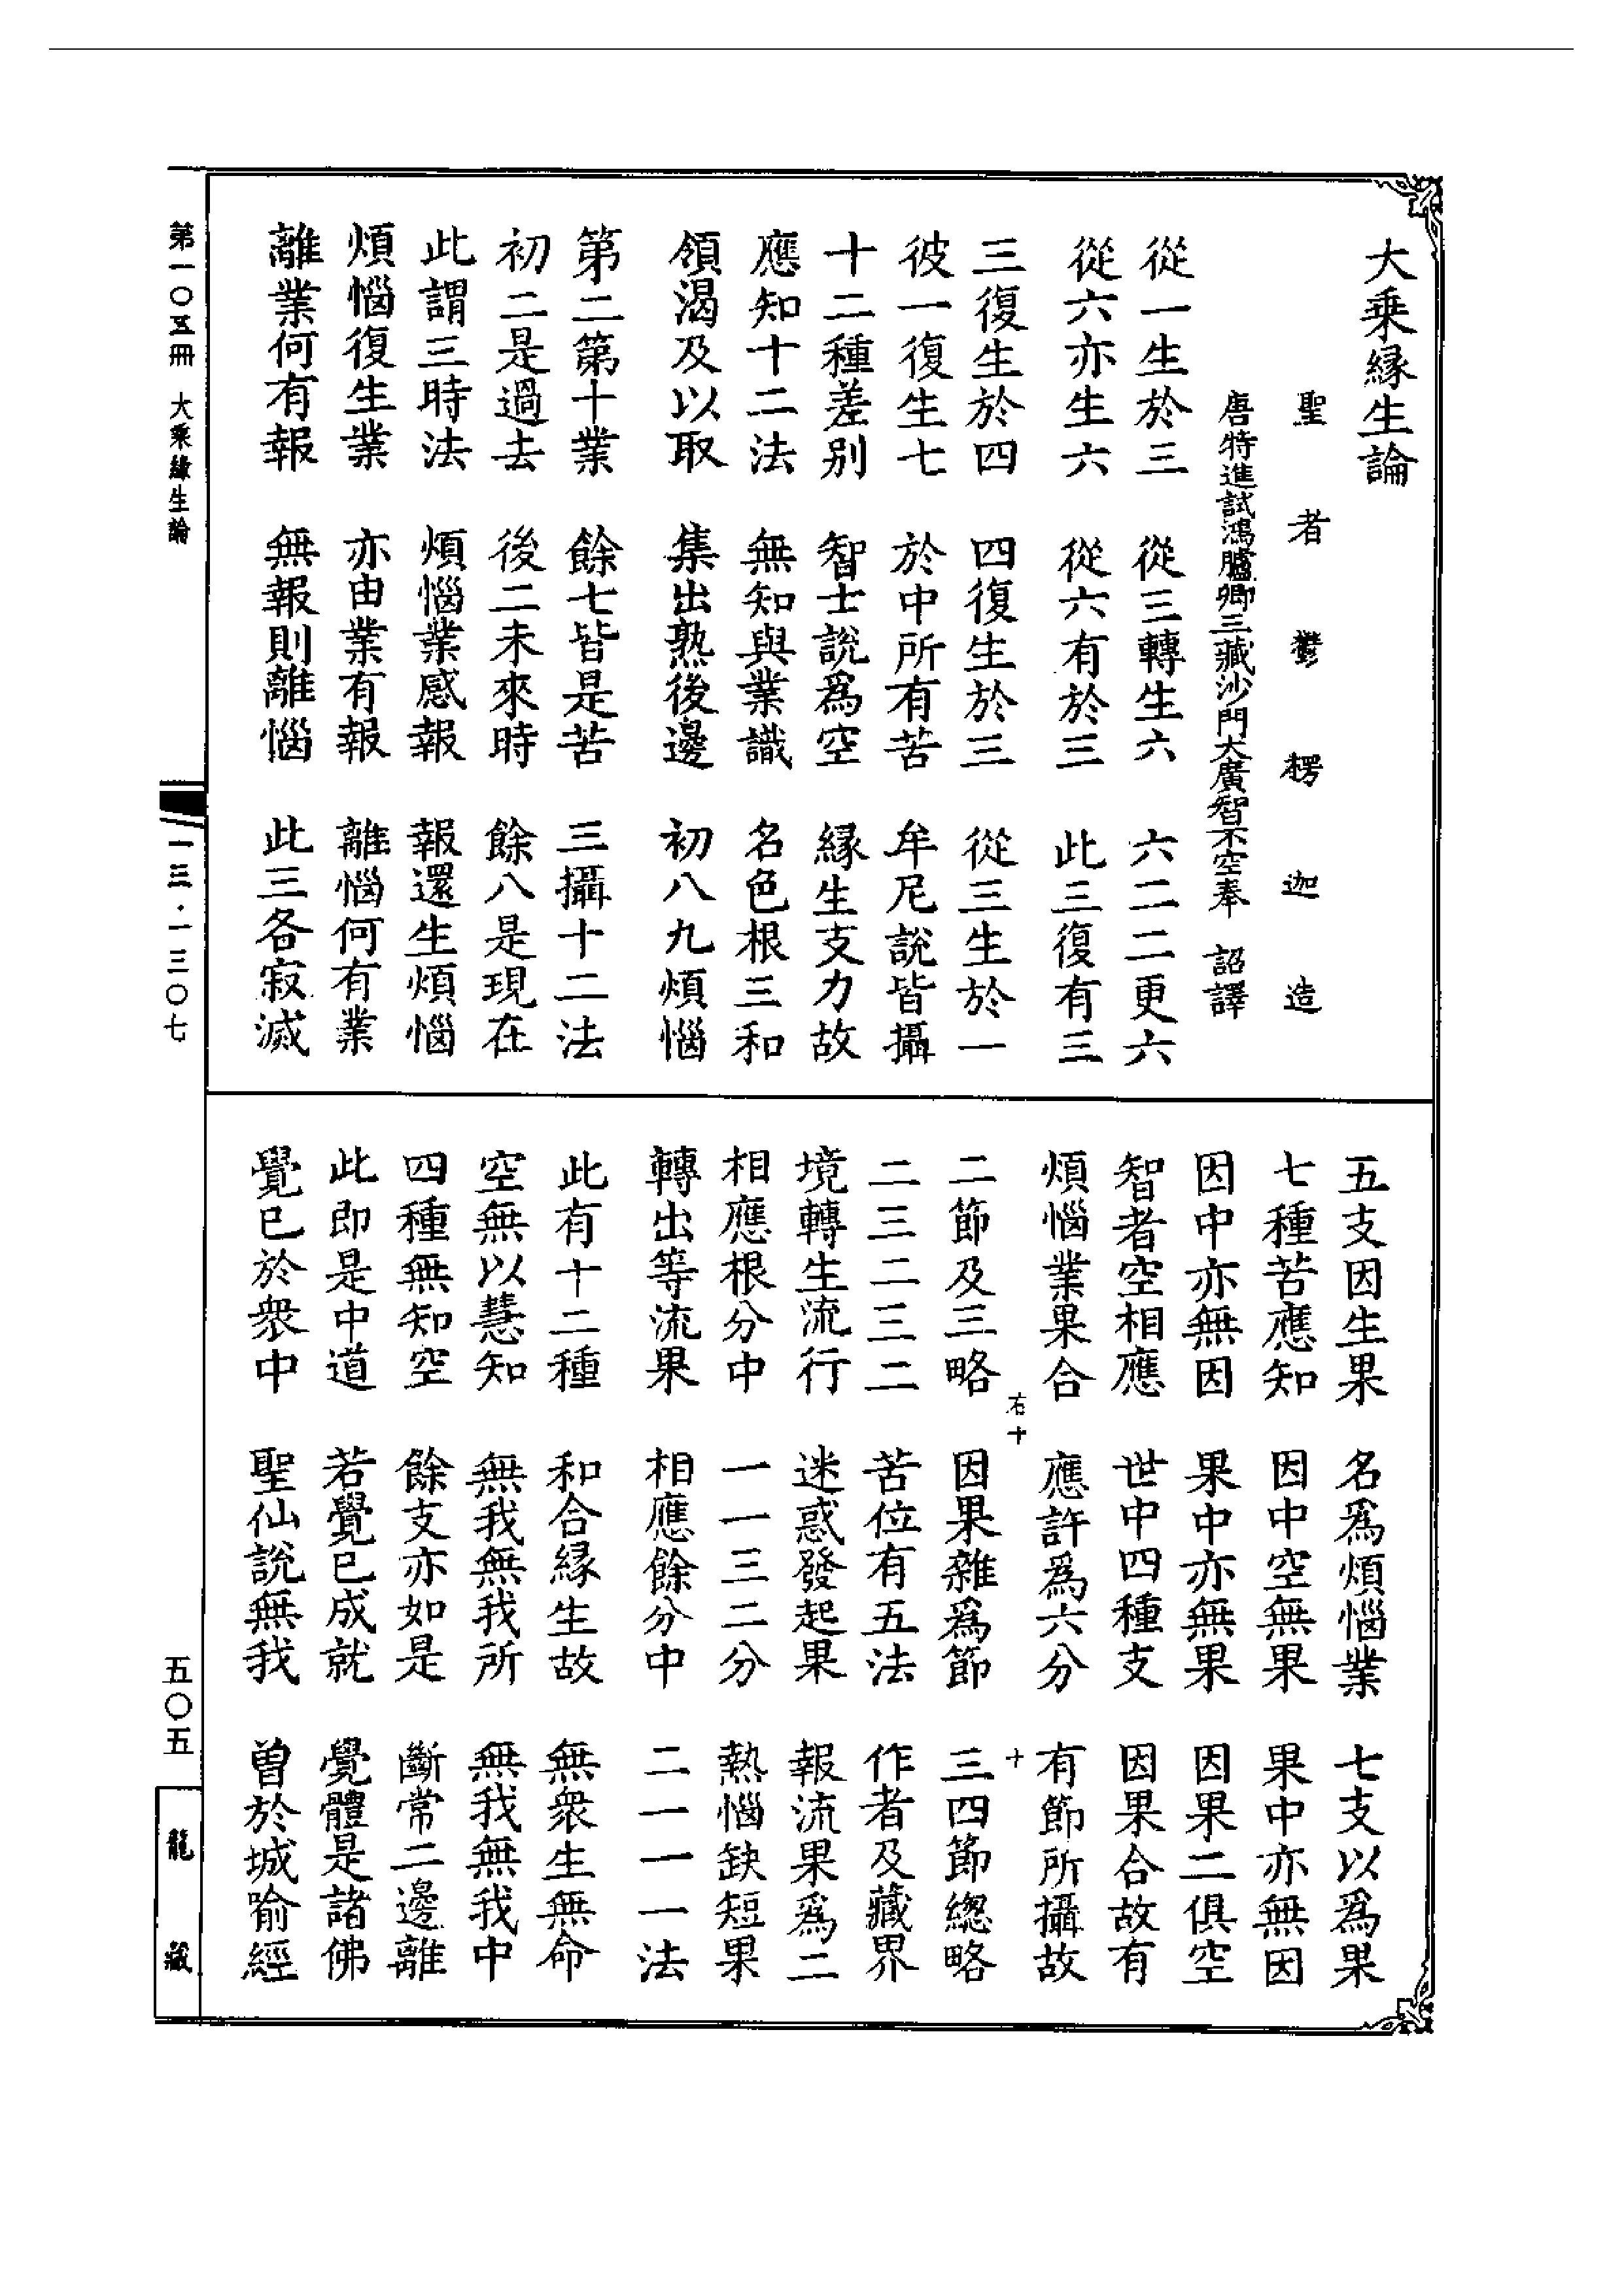 大乘緣生論
聖者鬱楞迦造
唐特進試鴻臚卿三藏沙門大廣智不空奉 詔譯
從一生於三 從三轉生六 六二二更六
從六亦生六 從六有於三 此三復有三
三復生於四 四復生於三 從三生於一
彼一復生七 於中所有苦 牟尼說皆攝
十二種差別 智士說爲空 緣生支力故
應知十二法 無知與業識 名色根三和
領渴及以取 集出熟後邊 初八九煩惱
第二第十業 餘七皆是苦 三攝十二法
初二是過去 後二未來時 餘八是現在
此謂三時法 煩惱業感報 報還生煩惱
煩惱復生業 亦由業有報 離惱何有業
離業何有報 無報則離惱 此三各寂滅
五支因生果 名爲煩惱業 七支以爲果
七種苦應知 因中空無果 果中亦無因
因中亦無因 果中亦無果 因果二俱空
智者空相應 世中四種支 因果合故有
煩惱業果合 應許爲六分 有節所攝故
右十 十
二節及三略 因果雜爲節 三四節總略
二三二三二 苦位有五法 作者及藏界
境轉生流行 迷惑發起果 報流果爲二
相應根分中 一一三二分 熱惱缺短果
轉出等流果 相應餘分中 二一一一法
此有十二種 和合緣生故 無衆生無命
空無以慧知 無我無我所 無我無我中
四種無知空 餘支亦如是 斷常二邊離
此即是中道 若覺已成就 覺體是諸佛
覺已於衆中 聖仙說無我 曾於城喻經
第一〇五冊 大乘緣生論
一三·一三〇七
五〇五
龍藏